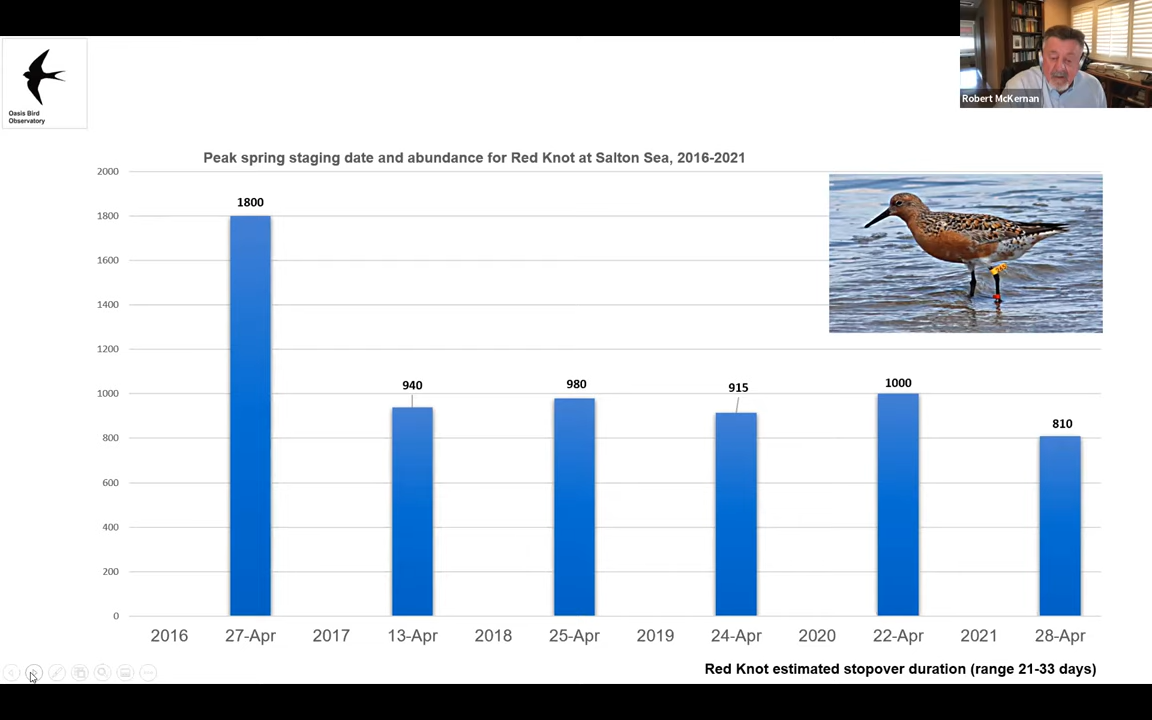 Oasis Bird
Observatory
Robert McKernan
Peak spring staging date and abundance for Red Knot at Salton Sea, 2016-2021
2000
1800
1600
1400
1200
1000
800
600
400
200
0
1800
940
980
915
1000
810
2016 27-Apr 2017 13-Apr 2018 25-Apr 2019 24-Apr 2020 22-Apr 2021 28-Apr
Red Knot estimated stopover duration (range 21-33 days)